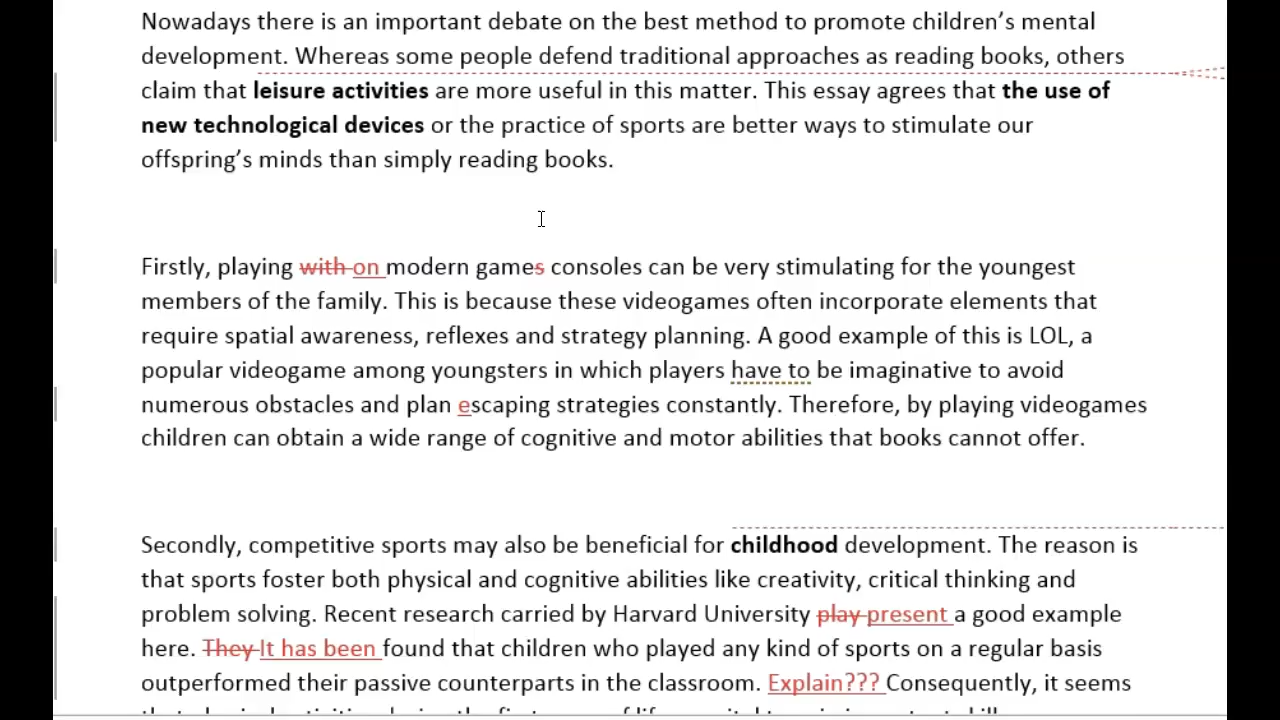 Nowadays there is an important debate on the best method to promote children’s mental
development. Whereas some people defend traditional approaches as reading books, others
claim that leisure activities are more useful in this matter. This essay agrees that the use of
new technological devices or the practice of sports are better ways to stimulate our
offspring’s minds than simply reading books.
Firstly, playing with on modern games consoles can be very stimulating for the youngest
members of the family. This is because these videogames often incorporate elements that
require spatial awareness, reflexes and strategy planning. A good example of this is LOL, a
popular videogame among youngsters in which players have to be imaginative to avoid
numerous obstacles and plan escaping strategies constantly. Therefore, by playing videogames
children can obtain a wide range of cognitive and motor abilities that books cannot offer.
Secondly, competitive sports may also be beneficial for childhood development. The reason is
that sports foster both physical and cognitive abilities like creativity, critical thinking and
problem solving. Recent research carried by Harvard University play present a good example
here. They It has been found that children who played any kind of sports on a regular basis
outperformed their passive counterparts in the classroom. Explain??? Consequently, it seems